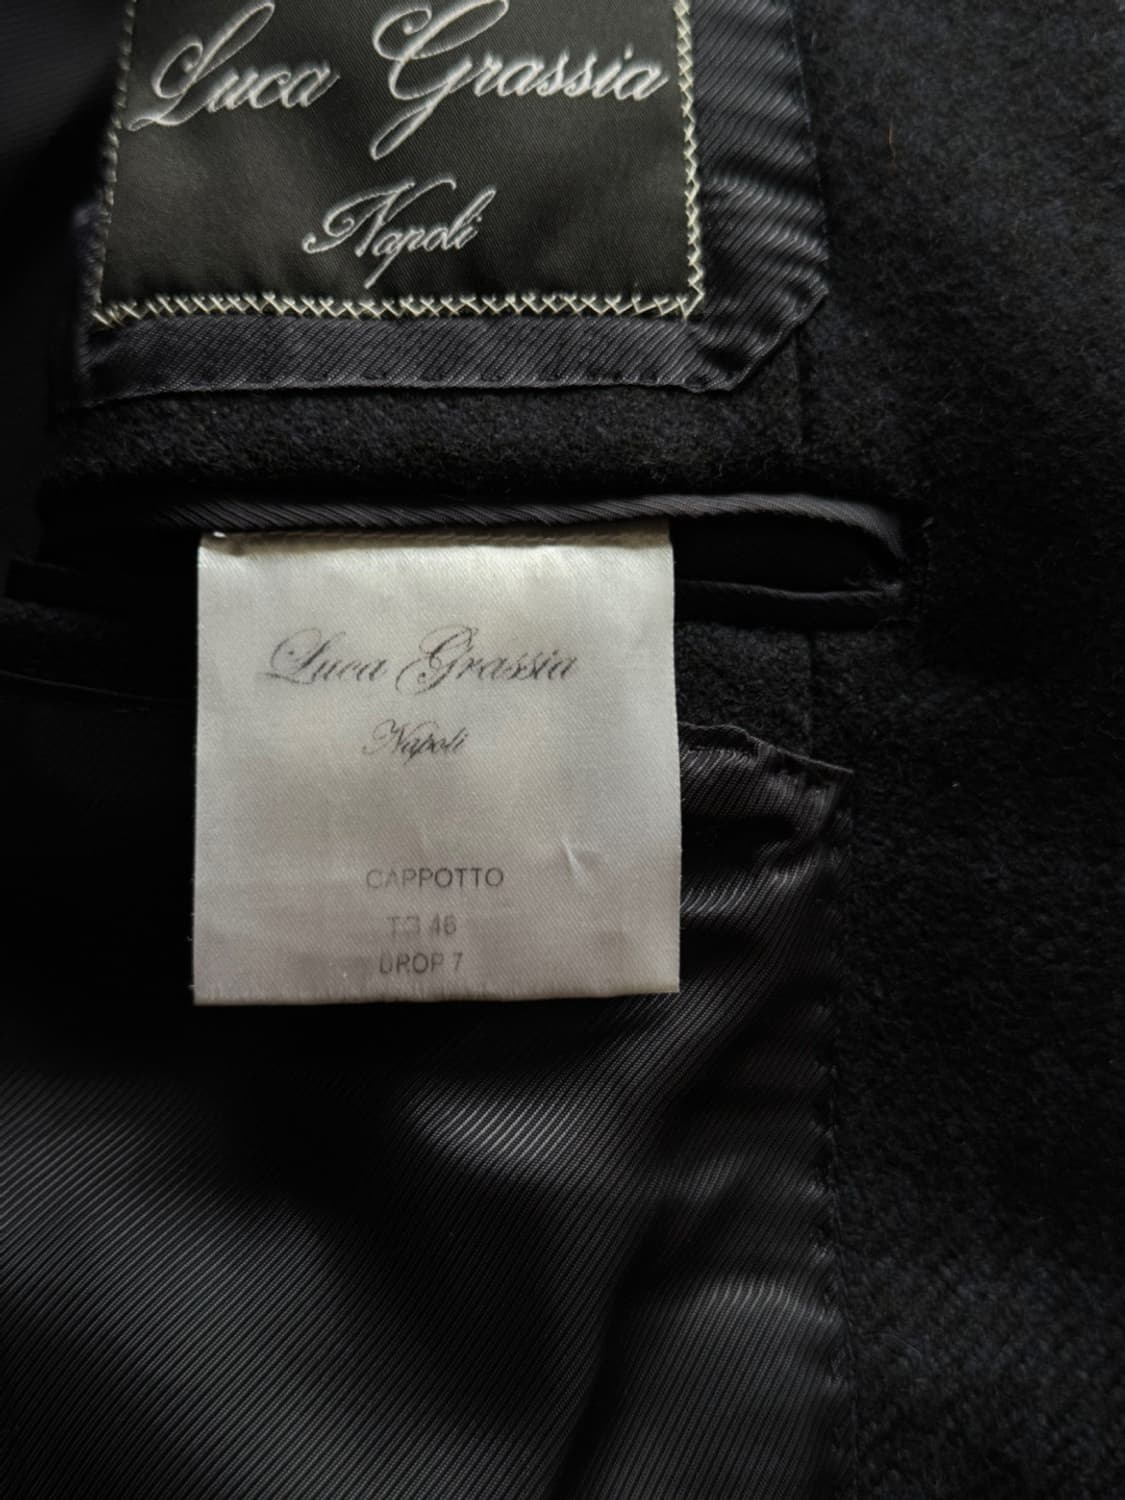 Luca Grassia
Napoli
Luca Grassia
Napoli
CAPPOTTO
TG 46
DROP 7